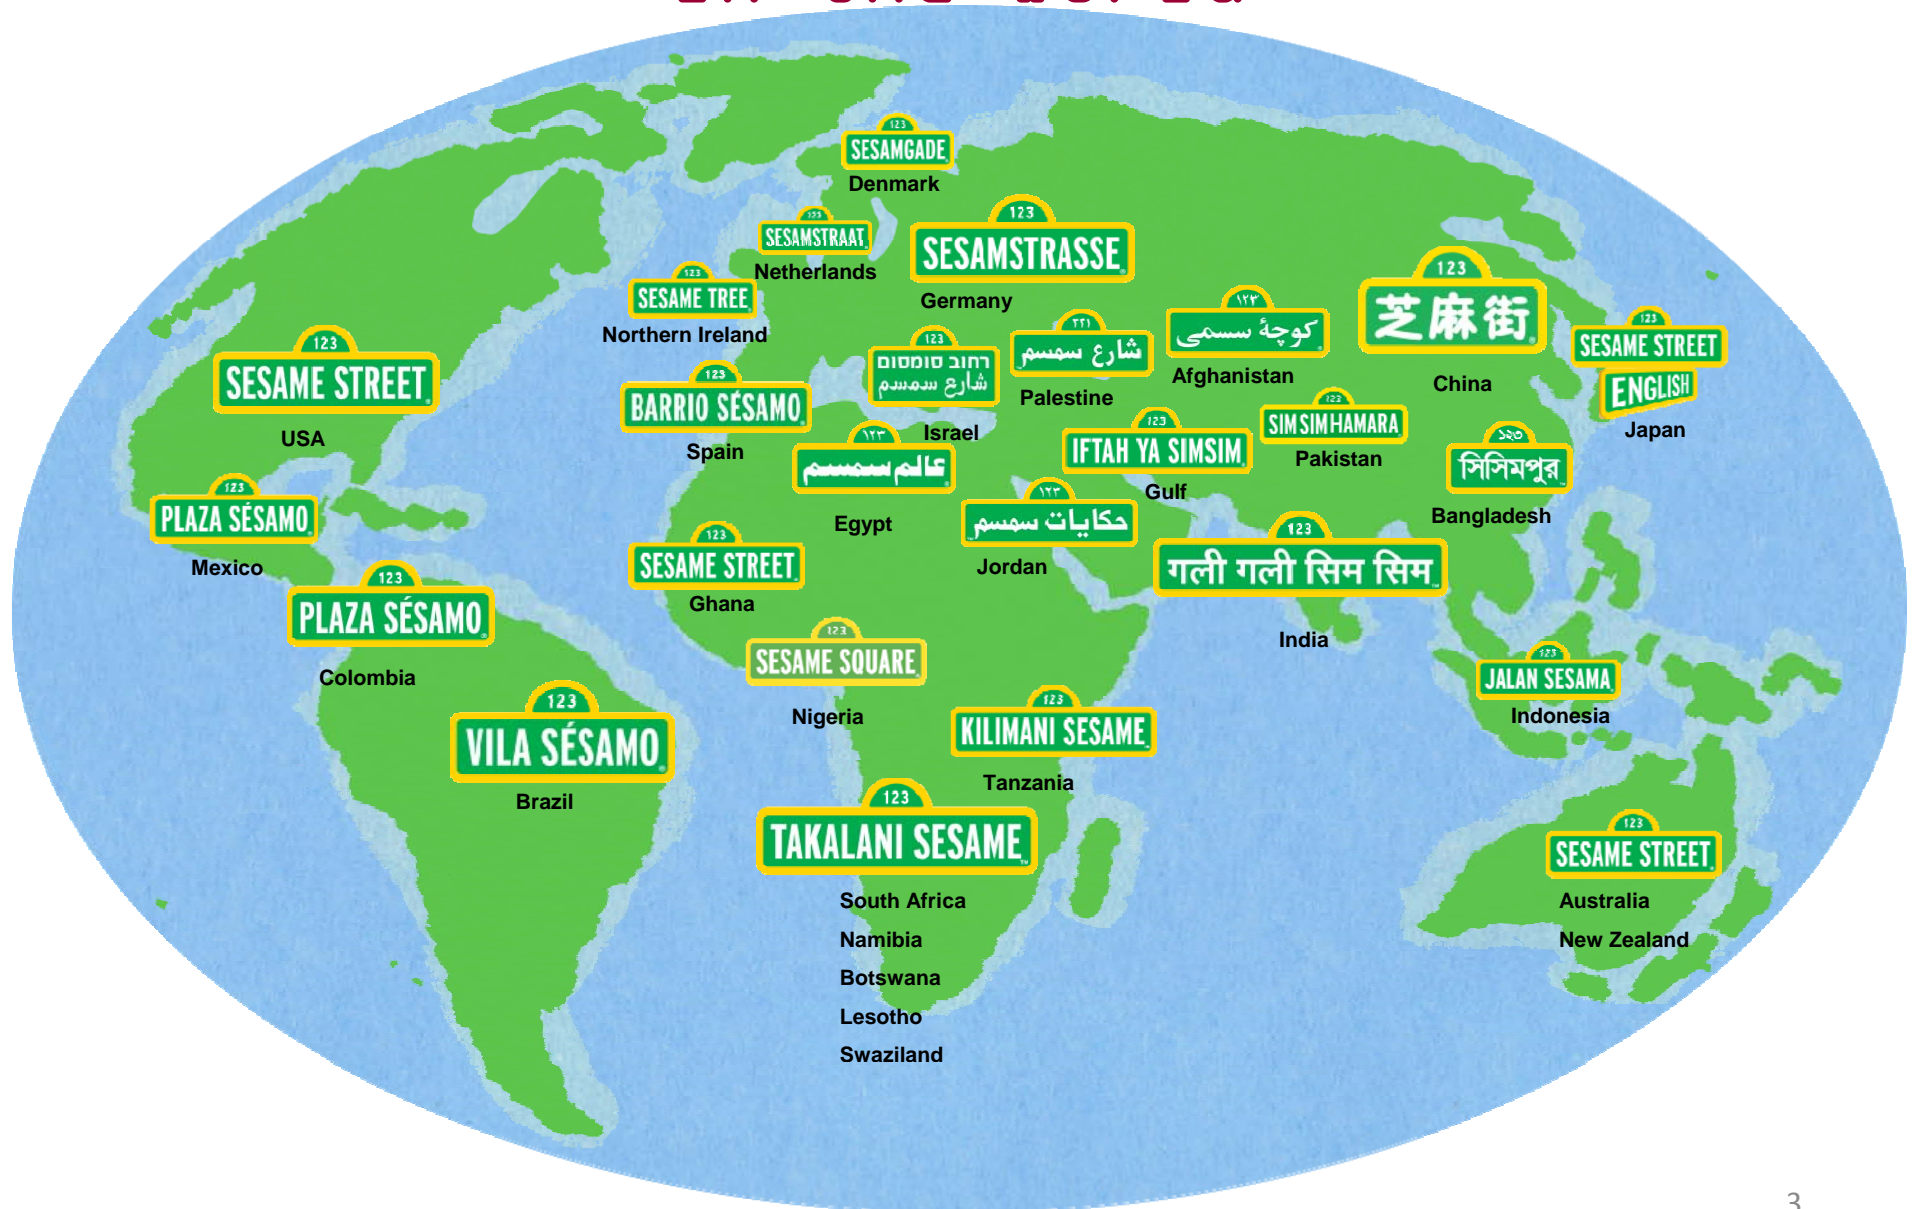 123
SESAMGADE
Denmark
123
SESAMSTRAAT
Netherlands
123
SESAMSTRASSE
Germany
123
SESAME TREE
Northern Ireland
123
SESAME STREET
USA
123
BARRIO SÉSAMO
Spain
123
רחוב סומסום
شارع سمسم
Israel
٣٢١
شارع سمسم
Palestine
۱۲۳
کوچهٔ سسمی
Afghanistan
123
芝麻街
China
123
SESAME STREET
ENGLISH
Japan
١٢٣
عالم سمسم
Egypt
123
IFTAH YA SIMSIM
Gulf
123
SIM SIM HAMARA
Pakistan
১২৩
সিসিমপুর
Bangladesh
123
PLAZA SÉSAMO
Mexico
123
SESAME STREET
Ghana
١٢٣
حكايات سمسم
Jordan
123
गली गली सिम सिम
India
123
PLAZA SÉSAMO
Colombia
123
SESAME SQUARE
Nigeria
123
JALAN SESAMA
Indonesia
123
VILA SÉSAMO
Brazil
123
KILIMANI SESAME
Tanzania
123
TAKALANI SESAME
South Africa
Namibia
Botswana
Lesotho
Swaziland
123
SESAME STREET
Australia
New Zealand
3